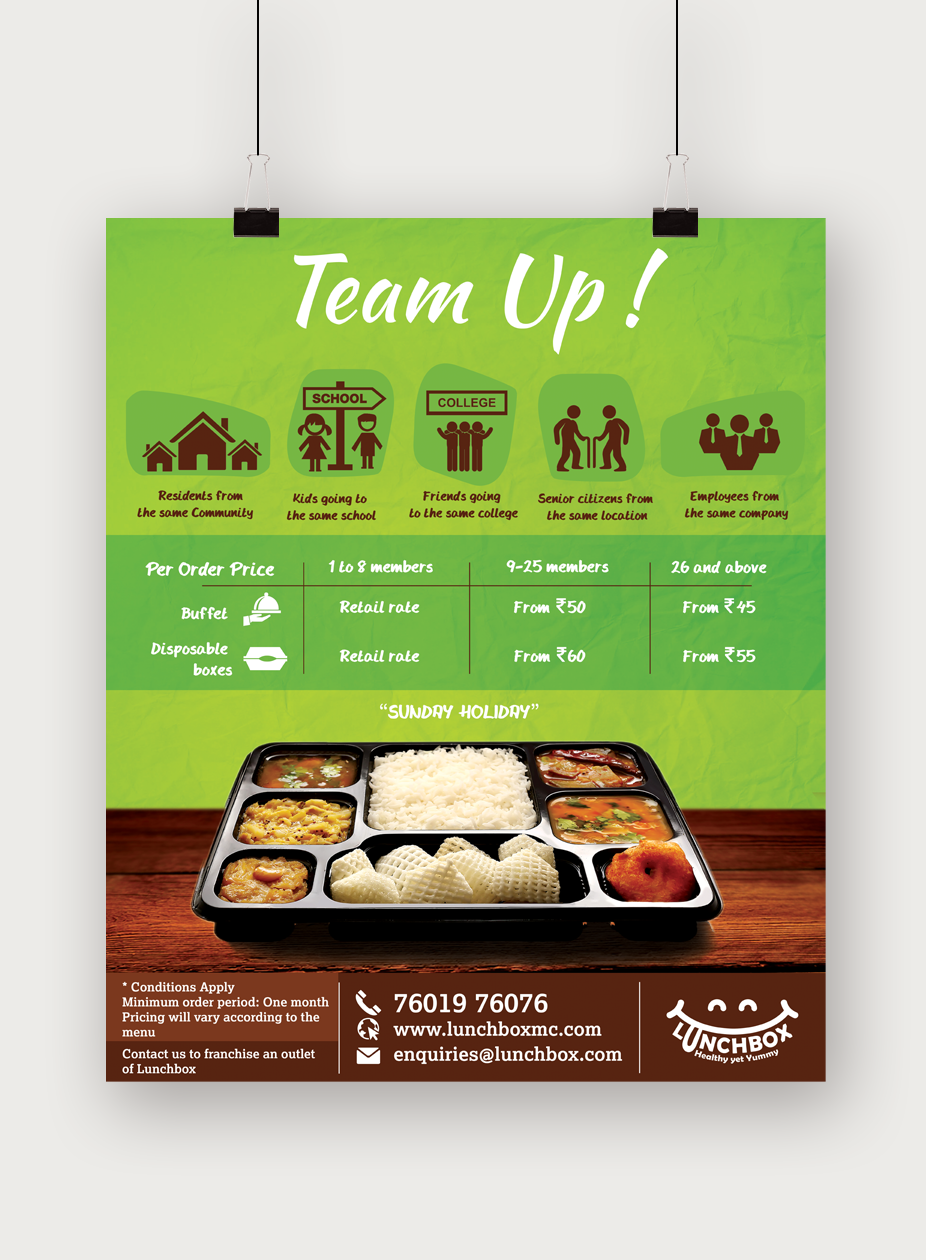 Team Up !
SCHOOL
COLLEGE
Residents from
the same Community
Kids going to
the same school
Friends going
to the same college
Senior citizens from
the same location
Employees from
the same company
Per Order Price 1 to 8 members 9-25 members 26 and above
Buffet Retail rate From ₹50 From ₹45
Disposable
boxes Retail rate From ₹60 From ₹55
“SUNDAY HOLIDAY”
* Conditions Apply
Minimum order period: One month
Pricing will vary according to the
menu
Contact us to franchise an outlet
of Lunchbox
76019 76076
www.lunchboxmc.com
enquiries@lunchbox.com
LUNCHBOX
Healthy yet Yummy